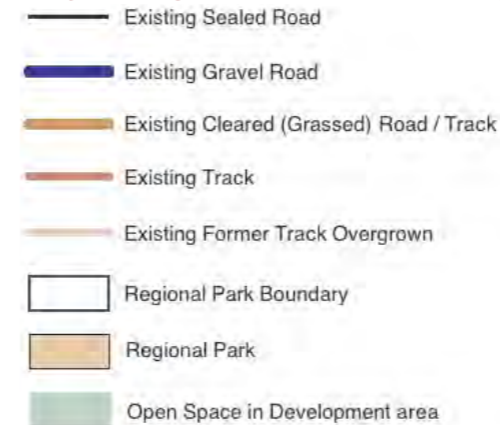 Existing Sealed Road
Existing Gravel Road
Existing Cleared (Grassed) Road / Track
Existing Track
Existing Former Track Overgrown
Regional Park Boundary
Regional Park
Open Space in Development area